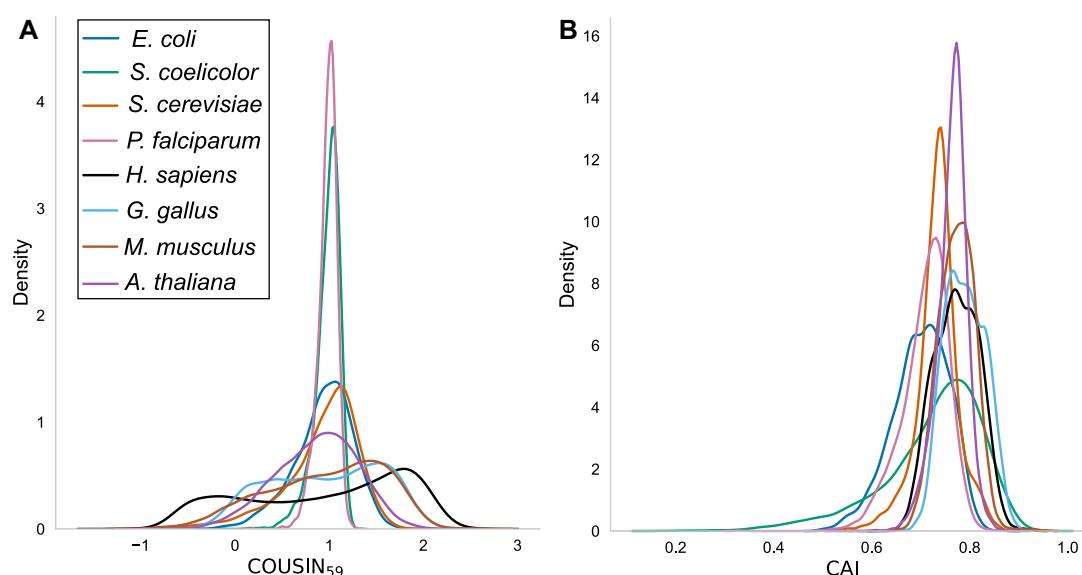 A
E. coli
S. coelicolor
S. cerevisiae
P. falciparum
H. sapiens
G. gallus
M. musculus
A. thaliana
Density
4
3
2
1
0
−1 0 1 2 3
COUSIN59
B
Density
16
14
12
10
8
6
4
2
0
0.2 0.4 0.6 0.8 1.0
CAI